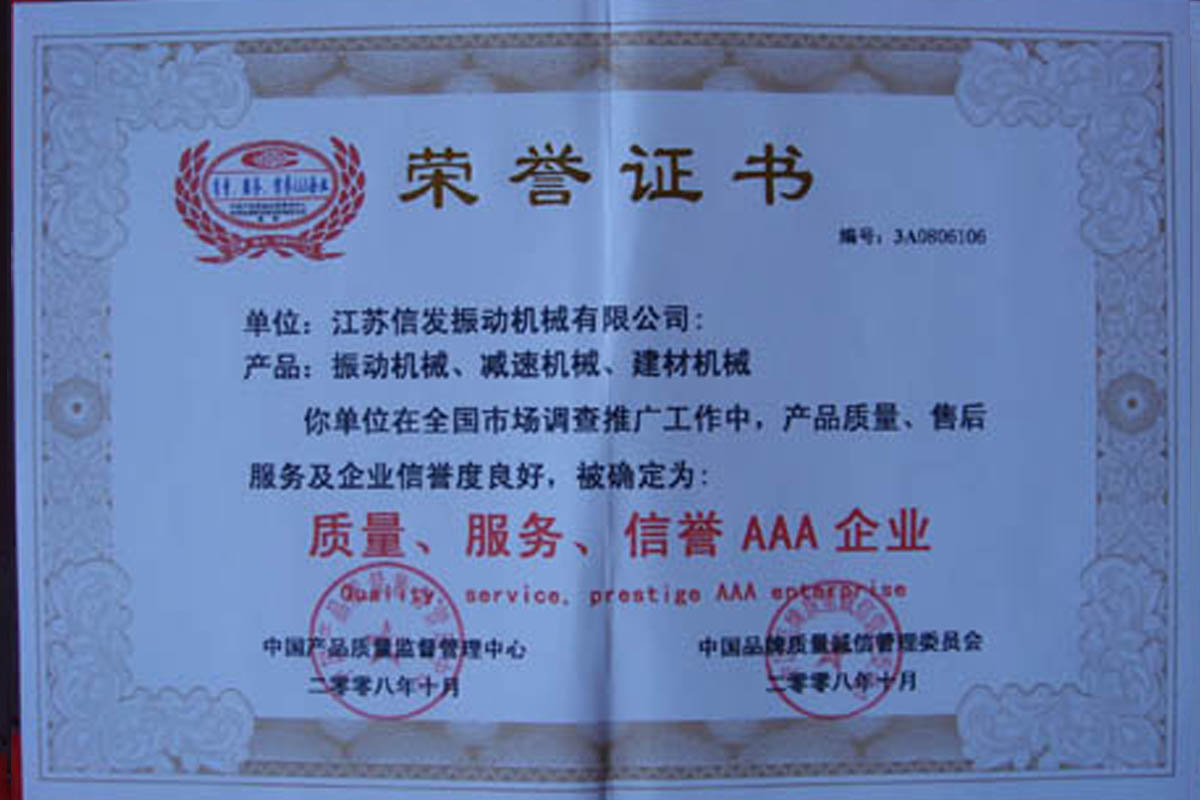 荣誉证书
编号：3A0806106
单位：江苏信发振动机械有限公司：
产品：振动机械、减速机械、建材机械
你单位在全国市场调查推广工作中，产品质量、售后
服务及企业信誉度良好，被确定为：
质量、服务、信誉 AAA 企业
Quality, service, prestige AAA enterprise
中国产品质量监督管理中心
中国品牌质量誠信管理委员会
二零零八年十月
二零零八年十月